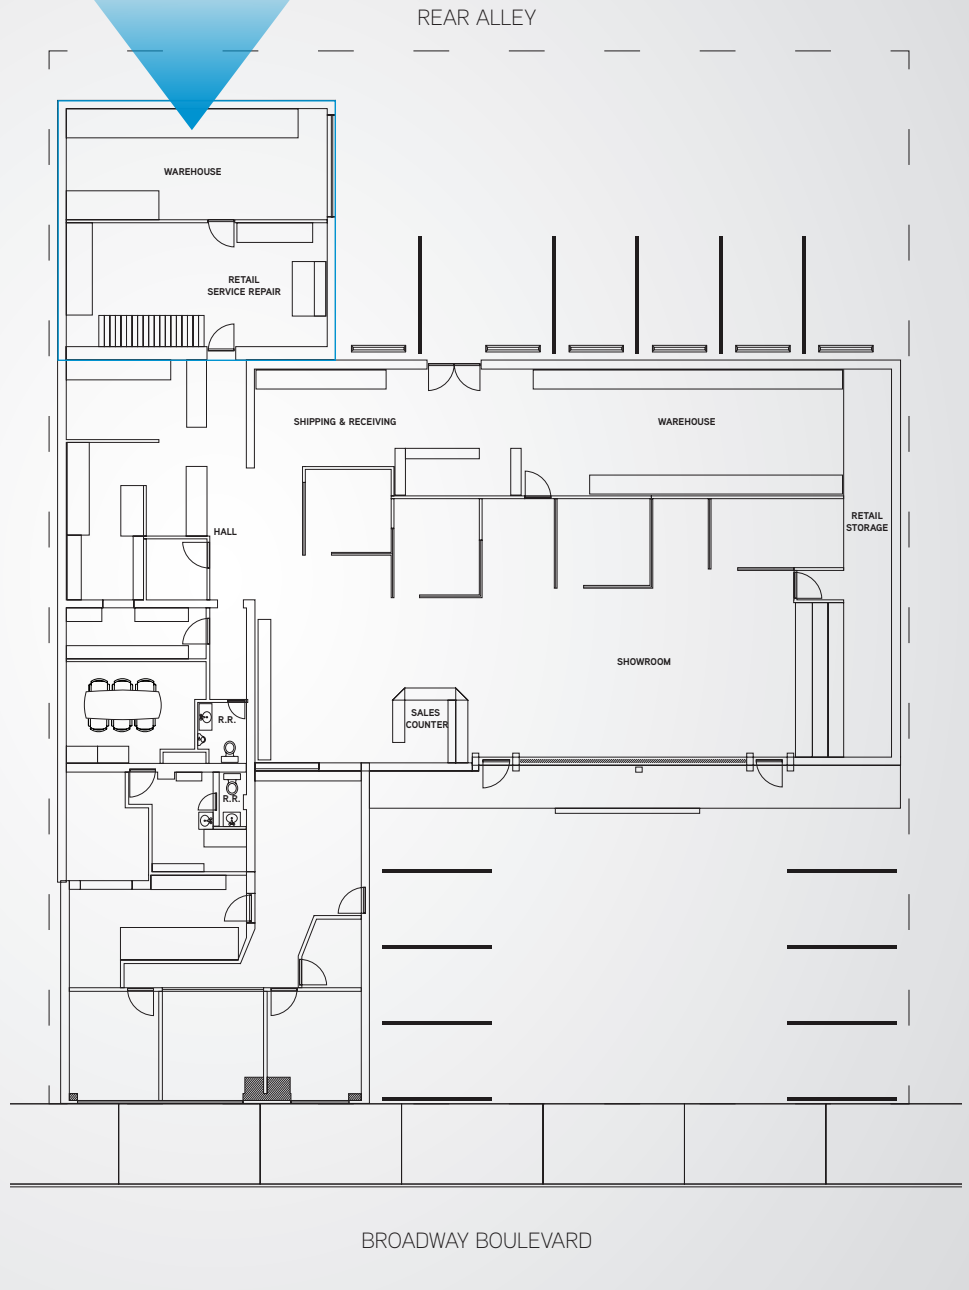 REAR ALLEY
WAREHOUSE
RETAIL
SERVICE REPAIR
SHIPPING & RECEIVING
WAREHOUSE
RETAIL
STORAGE
HALL
SHOWROOM
SALES
COUNTER
R.R.
R.R.
BROADWAY BOULEVARD